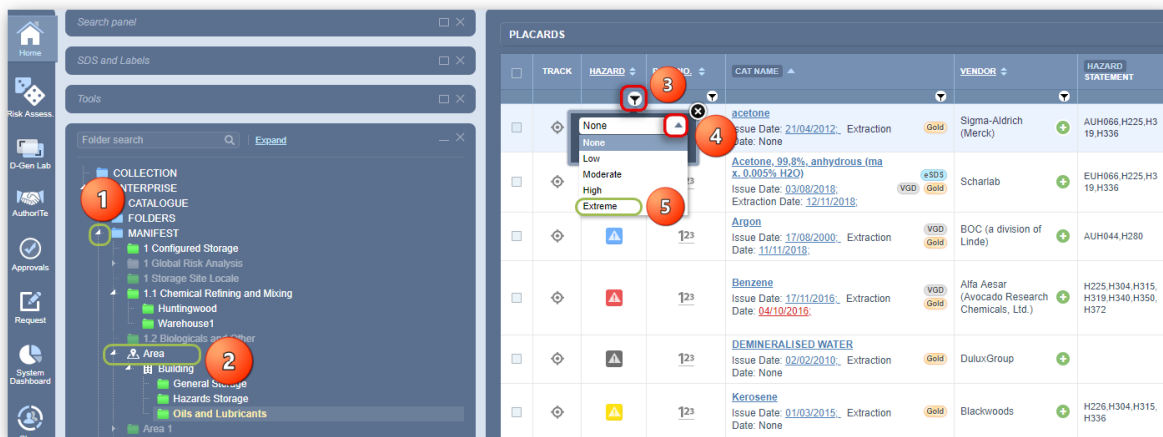 Home
Risk Assess.
D-Gen Lab
AuthorITe
Approvals
Request
System
Dashboard
Search panel
SDS and Labels
Tools
Folder search
Expand
COLLECTION
ENTERPRISE
CATALOGUE
FOLDERS
MANIFEST
1 Configured Storage
1 Global Risk Analysis
1 Storage Site Locale
1.1 Chemical Refining and Mixing
Huntingwood
Warehouse1
1.2 Biologicals and Other
Area
Building
General Storage
Hazards Storage
Oils and Lubricants
Area 1
1
2
PLACARDS
TRACK
HAZARD
NO.
CAT NAME
VENDOR
HAZARD
STATEMENT
3
4
5
None
None
Low
Moderate
High
Extreme
acetone
Issue Date: 21/04/2012; Extraction
Date: None
Gold
Sigma-Aldrich
(Merck)
AUH066,H225,H3
19,H336
Acetone, 99,8%, anhydrous (ma
x. 0,005% H2O)
Issue Date: 03/08/2018;
Extraction Date: 12/11/2018;
eSDS
VGD Gold
Scharlab
EUH066,H225,H3
19,H336
123
Argon
Issue Date: 17/08/2000; Extraction
Date: 11/11/2018;
VGD
Gold
BOC (a division of
Linde)
AUH044,H280
123
Benzene
Issue Date: 17/11/2016; Extraction
Date: 04/10/2016;
VGD
Gold
Alfa Aesar
(Avocado Research
Chemicals, Ltd.)
H225,H304,H315,
H319,H340,H350,
H372
123
DEMINERALISED WATER
Issue Date: 02/02/2010; Extraction
Date: None
Gold
DuluxGroup
123
Kerosene
Issue Date: 01/03/2015; Extraction
Date: None
Gold
Blackwoods
H226,H304,H315,
H336